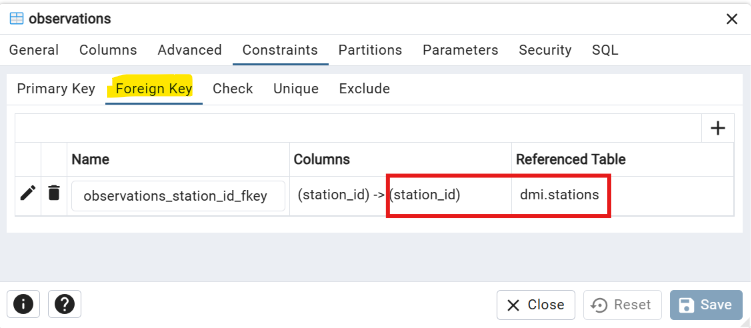 observations
General Columns Advanced Constraints Partitions Parameters Security SQL
Primary Key Foreign Key Check Unique Exclude
Name Columns Referenced Table
observations_station_id_fkey (station_id) -> (station_id) dmi.stations
Close Reset Save